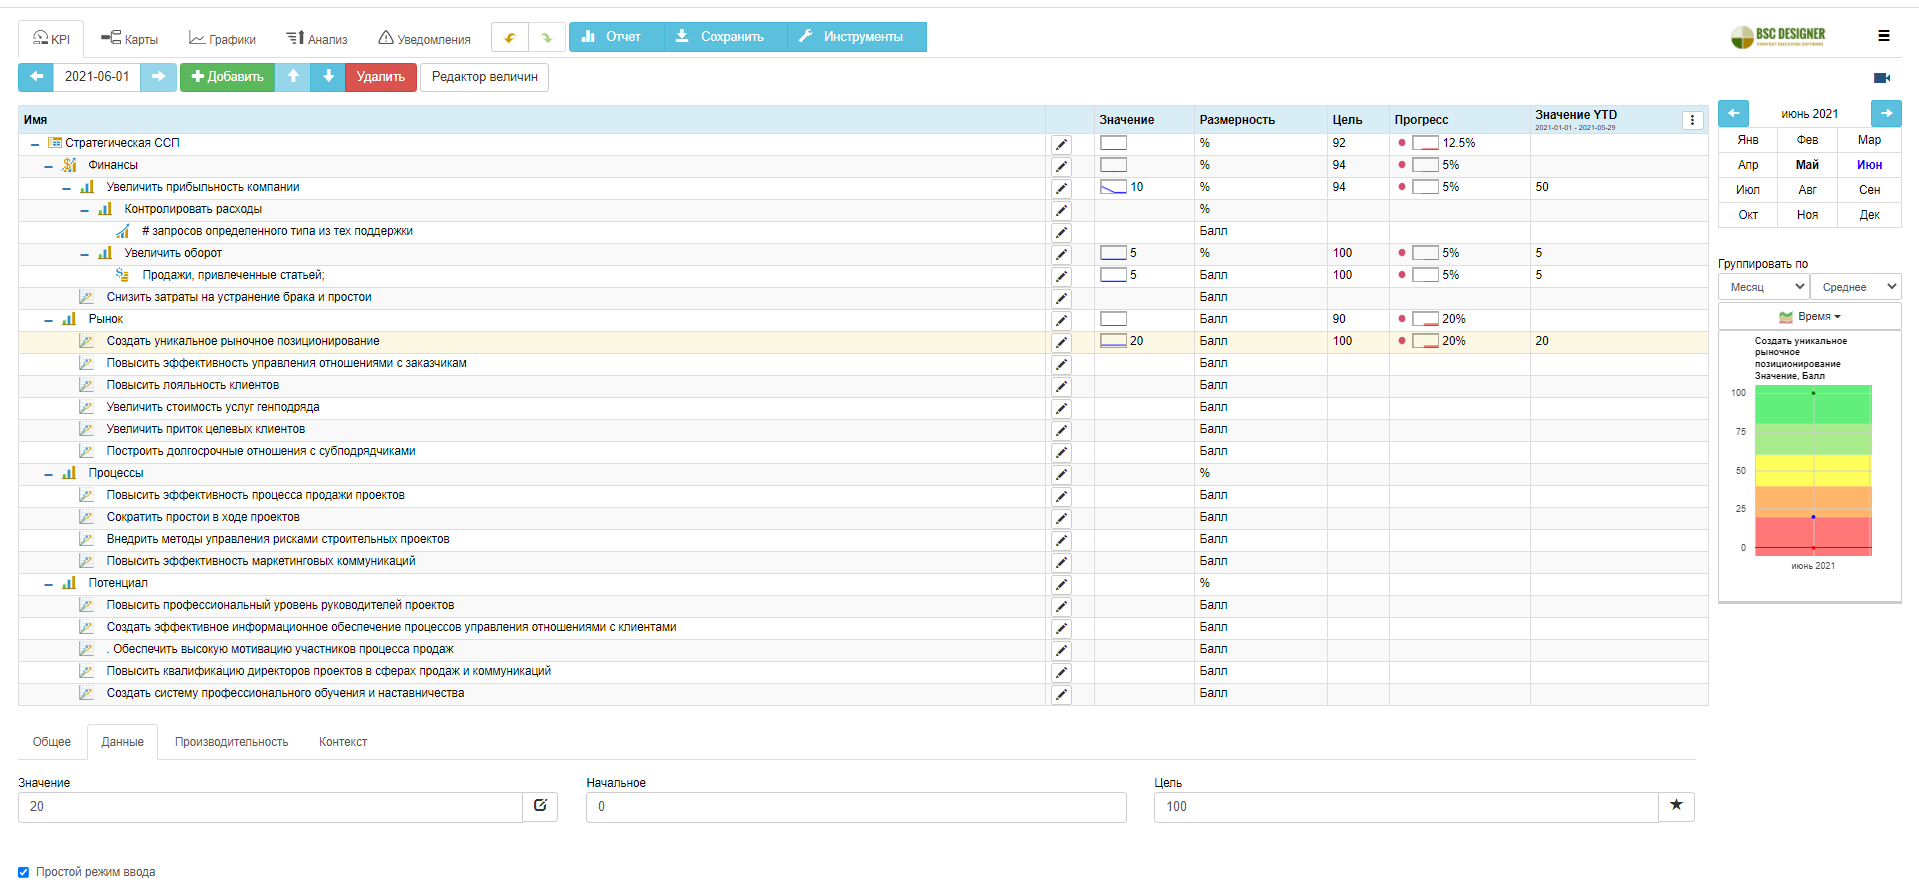 KPI Карты Графики Анализ Уведомления Отчет Сохранить Инструменты BSC DESIGNER
2021-06-01 Добавить Удалить Редактор величин
Имя Значение Размерность Цель Прогресс Значение YTD
2021-01-01 - 2021-05-29
Стратегическая ССП % 92 12.5%
Финансы % 94 5%
Увеличить прибыльность компании 10 % 94 5% 50
Контролировать расходы %
# запросов определенного типа из тех поддержки Балл
Увеличить оборот 5 % 100 5% 5
Продажи, привлеченные статьей; 5 Балл 100 5% 5
Снизить затраты на устранение брака и простои Балл
Рынок Балл 90 20%
Создать уникальное рыночное позиционирование 20 Балл 100 20% 20
Повысить эффективность управления отношениями с заказчикам Балл
Повысить лояльность клиентов Балл
Увеличить стоимость услуг генподряда Балл
Увеличить приток целевых клиентов Балл
Построить долгосрочные отношения с субподрядчиками Балл
Процессы %
Повысить эффективность процесса продажи проектов Балл
Сократить простои в ходе проектов Балл
Внедрить методы управления рисками строительных проектов Балл
Повысить эффективность маркетинговых коммуникаций Балл
Потенциал %
Повысить профессиональный уровень руководителей проектов Балл
Создать эффективное информационное обеспечение процессов управления отношениями с клиентами Балл
. Обеспечить высокую мотивацию участников процесса продаж Балл
Повысить квалификацию директоров проектов в сферах продаж и коммуникаций Балл
Создать систему профессионального обучения и наставничества Балл
июнь 2021
Янв Фев Мар
Апр Май Июн
Июл Авг Сен
Окт Ноя Дек
Группировать по
Месяц Среднее
Время
Создать уникальное
рыночное
позиционирование
Значение, Балл
100
75
50
25
0
июнь 2021
Общее Данные Производительность Контекст
Значение Начальное Цель
20 0 100
Простой режим ввода